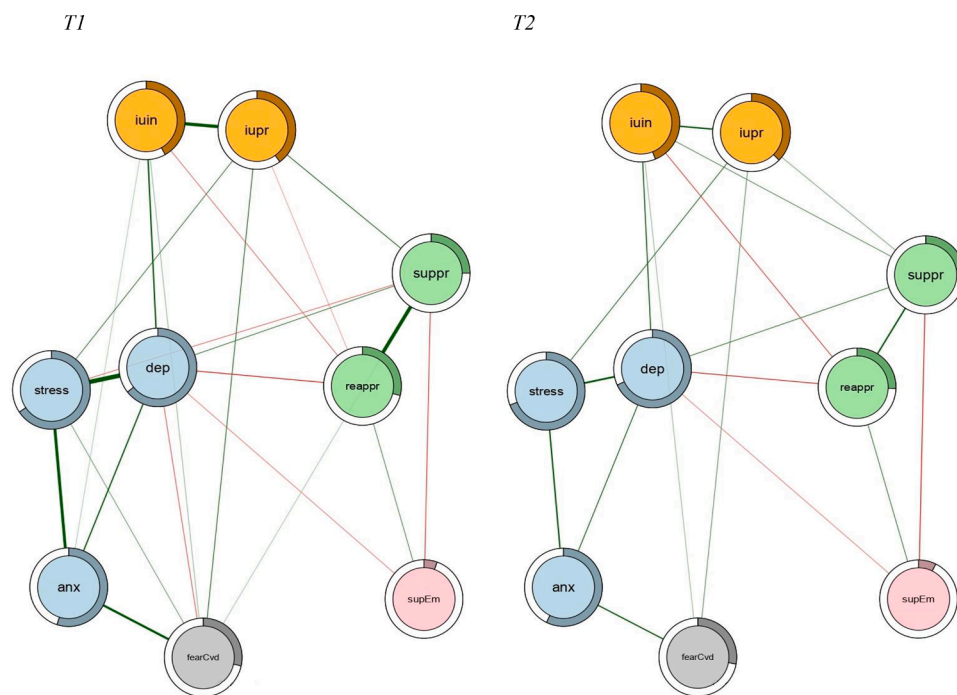 T1
T2
iuin
iupr
suppr
dep
stress
reappr
anx
supEm
fearCvd
iuin
iupr
suppr
dep
stress
reappr
anx
supEm
fearCvd